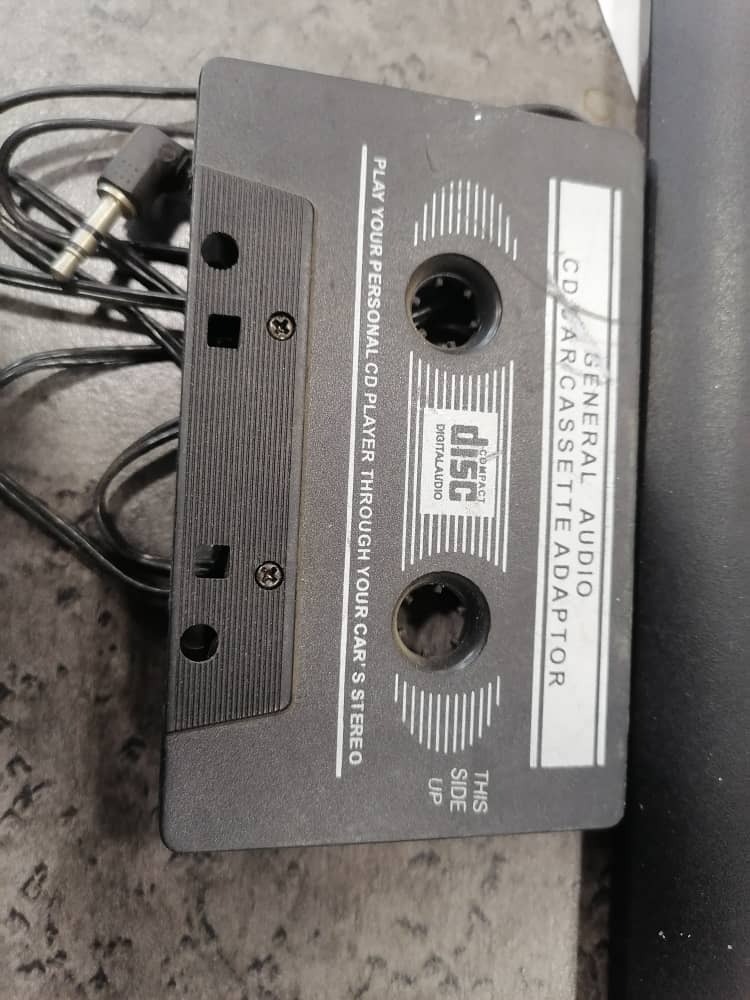 GENERAL AUDIO
CD CAR CASSETTE ADAPTOR
COMPACT
disc
DIGITAL AUDIO
THIS
SIDE
UP
PLAY YOUR PERSONAL CD PLAYER THROUGH YOUR CAR'S STEREO